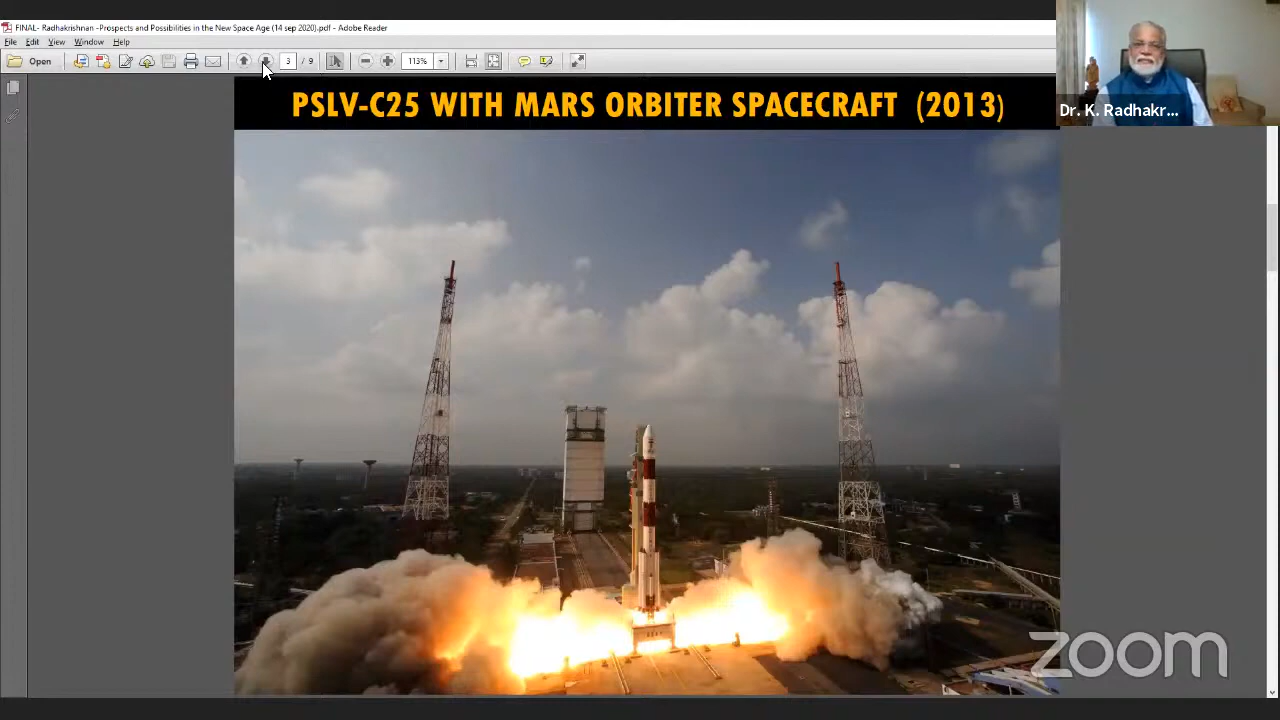 FINAL- Radhakrishnan -Prospects and Possibilities in the New Space Age (14 sep 2020).pdf - Adobe Reader
File Edit View Window Help
Open 3 / 9 113%
PSLV-C25 WITH MARS ORBITER SPACECRAFT (2013)
Dr. K. Radhakr...
zoom